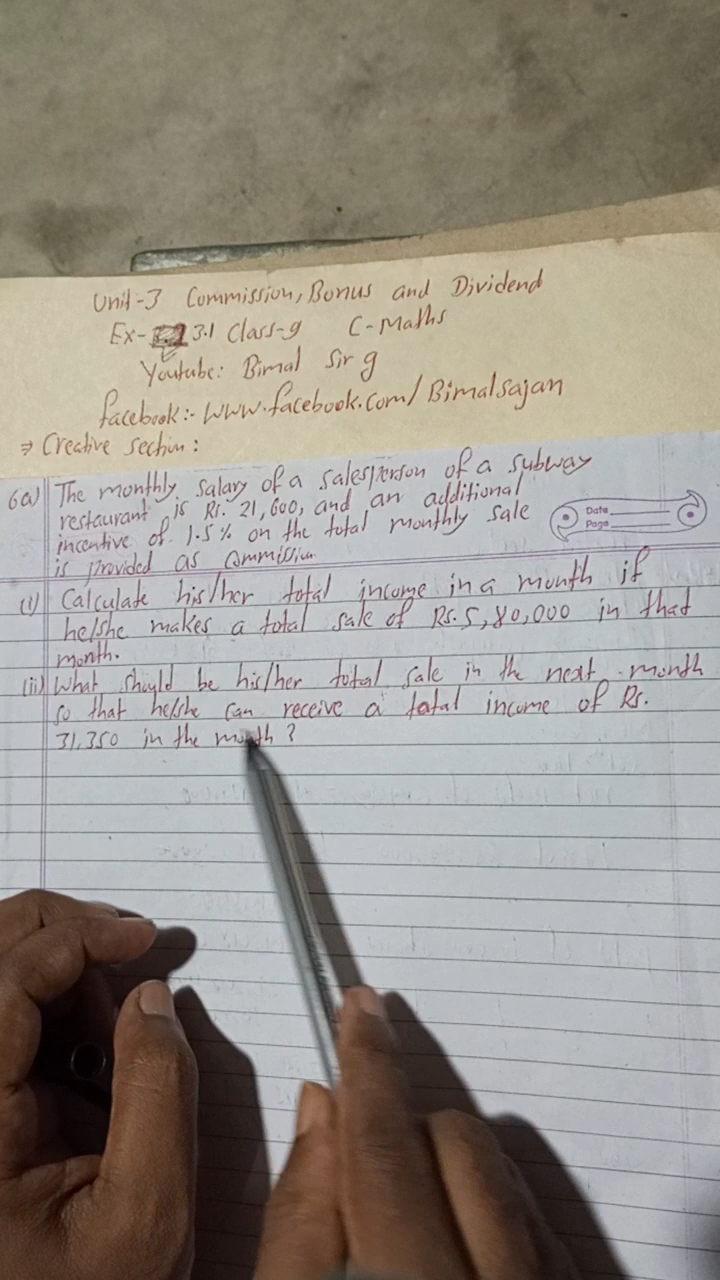 Unit-3 Commission, Bonus and Dividend
Ex- 3.1 Class-9 C-Maths
Youtube: Bimal Sir g
facebook:- www.facebook.com/Bimalsajan
⇒ Creative section:
6a) The monthly salary of a salesperson of a subway
restaurant is Rs. 21,600, and an additional
incentive of 1.5% on the total monthly sale
is provided as commission
Date
Page
(i) Calculate his/her total income in a month if
he/she makes a total sale of Rs. 5,80,000 in that
month.
(ii) What should be his/her total sale in the next month
so that he/she can receive a total income of Rs.
31,350 in the month?